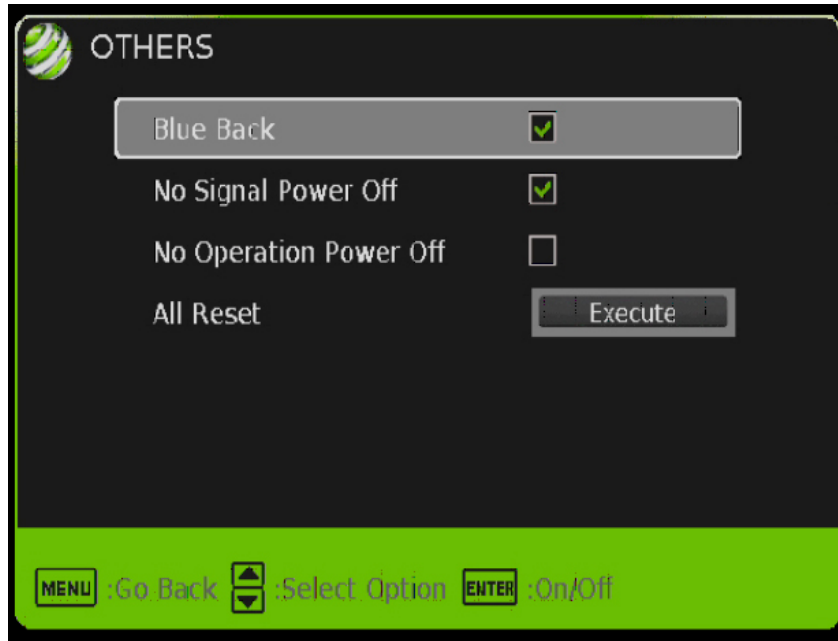 OTHERS
Blue Back
No Signal Power Off
No Operation Power Off
All Reset Execute
MENU :Go Back :Select Option ENTER :On/Off